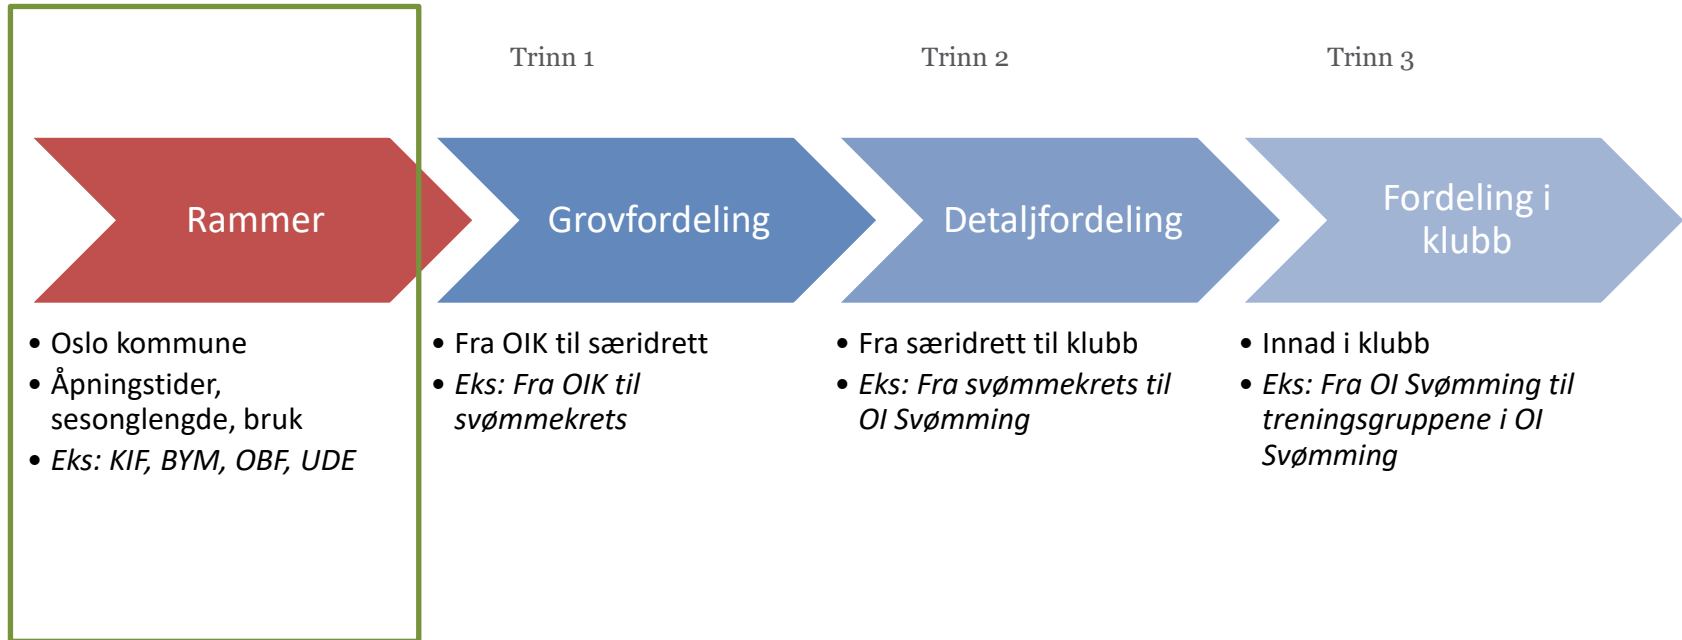 Trinn 1
Trinn 2
Trinn 3
Rammer
Grovfordeling
Detaljfordeling
Fordeling i
klubb
• Oslo kommune
• Åpningstider,
sesonglengde, bruk
• Eks: KIF, BYM, OBF, UDE
• Fra OIK til særidrett
• Eks: Fra OIK til
svømmekrets
• Fra særidrett til klubb
• Eks: Fra svømmekrets til
OI Svømming
• Innad i klubb
• Eks: Fra OI Svømming til
treningsgruppene i OI
Svømming